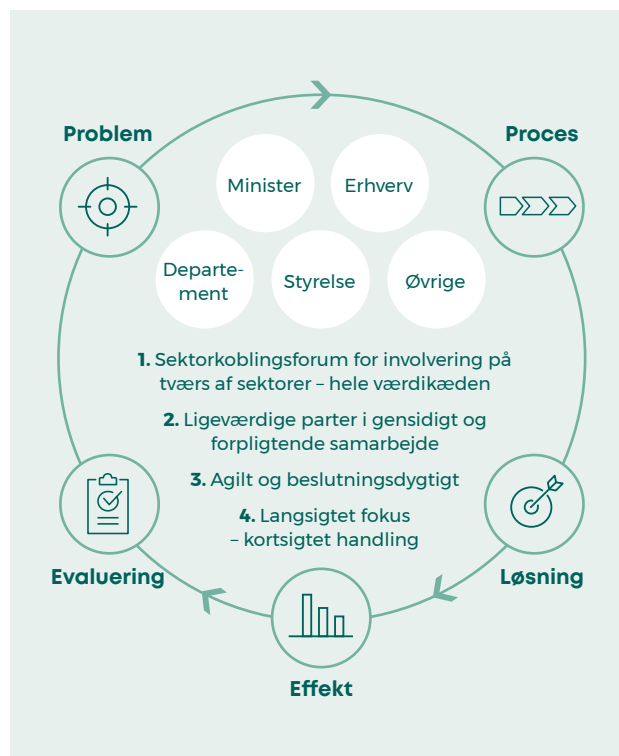 Problem
Proces
Minister
Erhverv
Departe-
ment
Styrelse
Øvrige
1. Sektorkoblingsforum for involvering på
tværs af sektorer – hele værdikæden
2. Ligeværdige parter i gensidigt og
forpligtende samarbejde
3. Agilt og beslutningsdygtigt
4. Langsigtet fokus
– kortsigtet handling
Evaluering
Løsning
Effekt